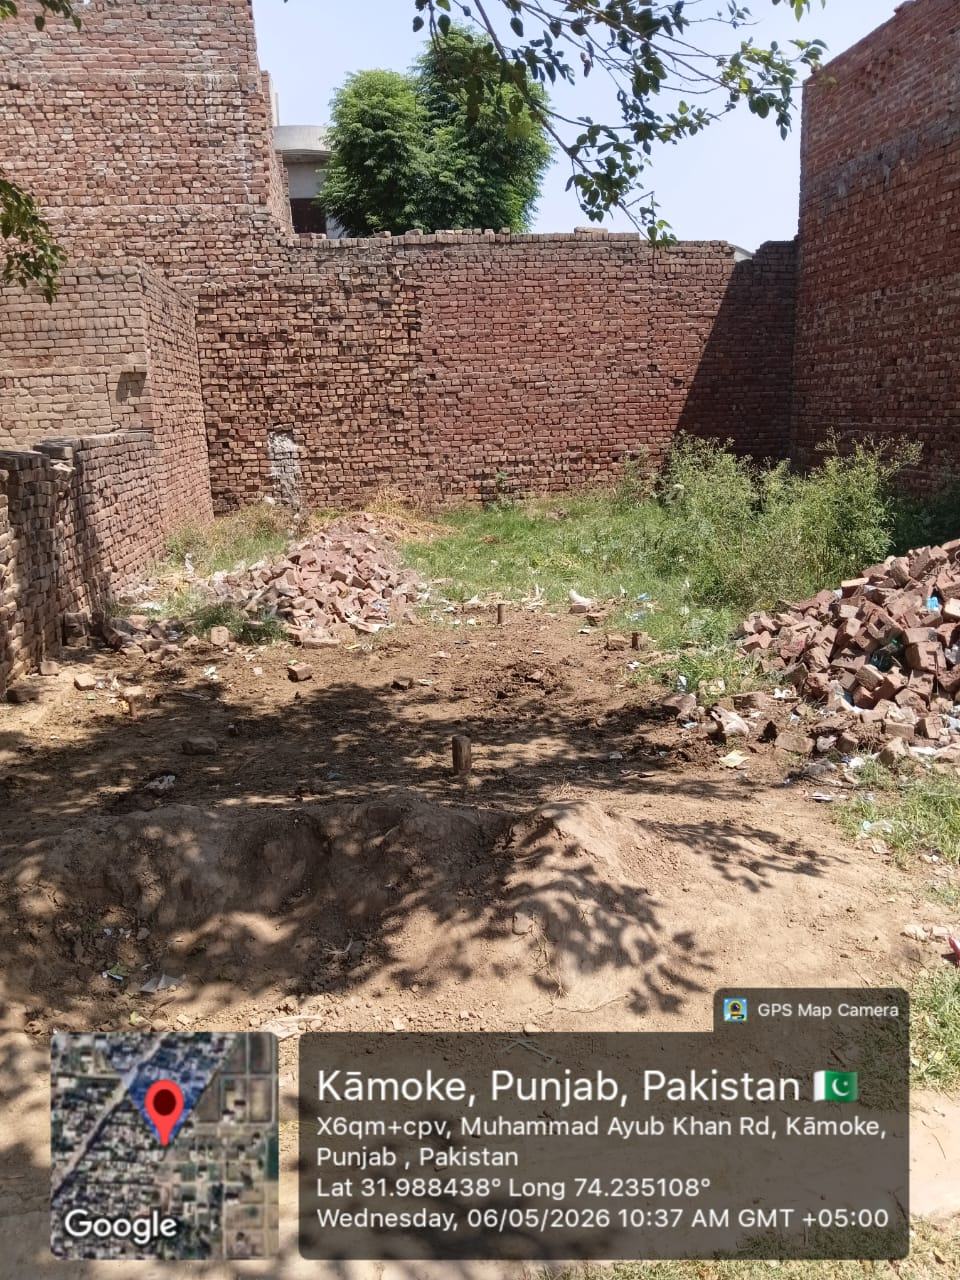 GPS Map Camera
Kāmoke, Punjab, Pakistan
X6qm+cpv, Muhammad Ayub Khan Rd, Kāmoke,
Punjab , Pakistan
Lat 31.988438° Long 74.235108°
Wednesday, 06/05/2026 10:37 AM GMT +05:00
Google